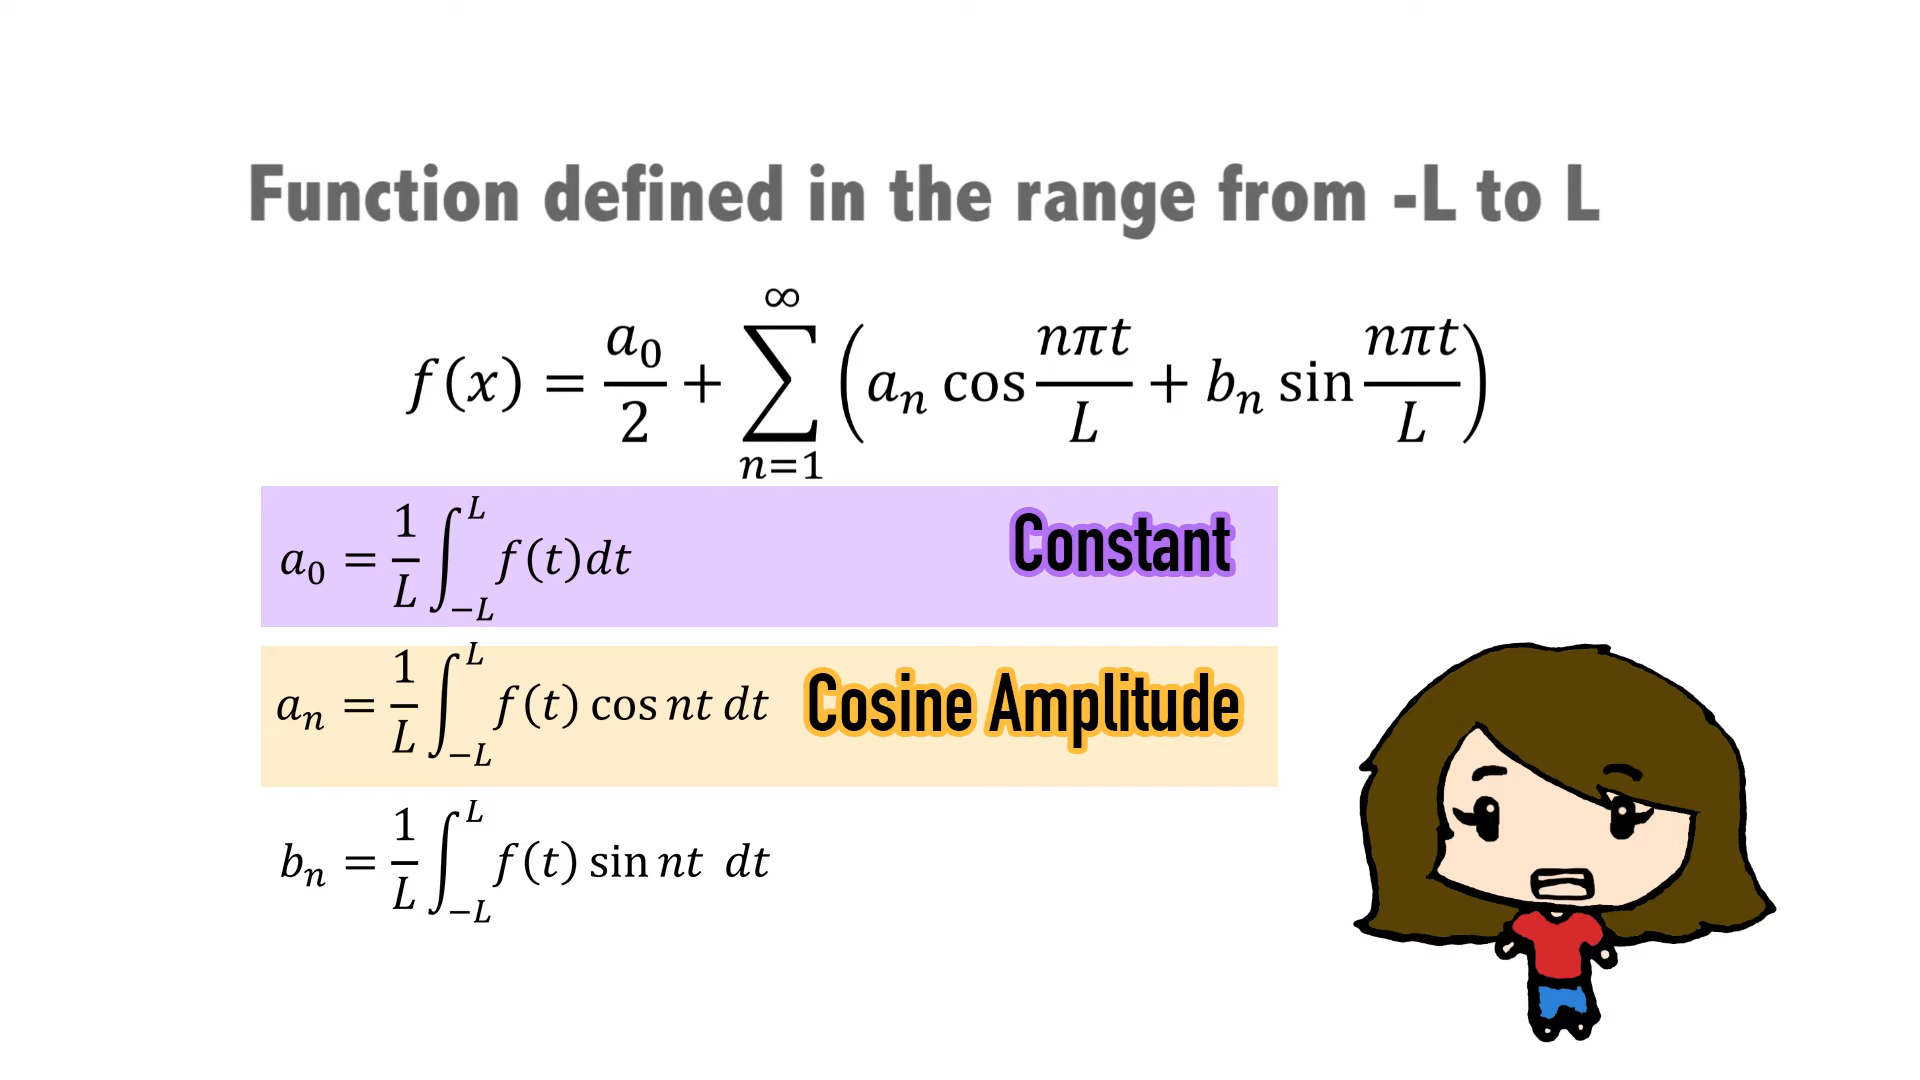 Function defined in the range from -L to L
f(x) = a₀/2 + ∑_{n=1}^{∞} (aₙ cos nπt/L + bₙ sin nπt/L)
a₀ = 1/L ∫_{-L}^{L} f(t)dt Constant
aₙ = 1/L ∫_{-L}^{L} f(t) cos nt dt Cosine Amplitude
bₙ = 1/L ∫_{-L}^{L} f(t) sin nt dt